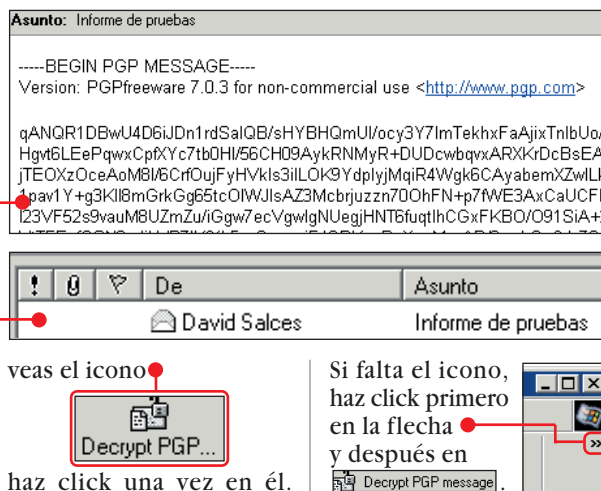 Asunto: Informe de pruebas
-----BEGIN PGP MESSAGE-----
Version: PGPfreeware 7.0.3 for non-commercial use <http://www.pgp.com>
qANQR1DBwU4D6iJDn1rdSalQB/sHYBHQmUl/ocy3Y7lmTekhxFaAjixTnlbUo/
Hgvt6LEePqwxCpfXYc7tb0Hl/56CH09AykRNMyR+DUDcwbqvxARXKrDcBsEA
jTEOXzOceAoM8l/6CrfOujFyHVkls3ilLOK9YdplyjMqiR4Wgk6CAyabemXZwlLk
1pav1Y+g3Kll8mGrkGg65tcOlWJlsAZ3Mcbrjuzzn70OhFN+p7fWE3AxCaUCFl
l23VF52s9vauM8UZmZu/iGgw7ecVgwlgNUegjHNT6fuqtlhCGxFKBO/O91SiA+
! De Asunto
David Salces Informe de pruebas
veas el icono
Decrypt PGP...
haz click una vez en él.
Si falta el icono,
haz click primero
en la flecha
y después en
Decrypt PGP message .